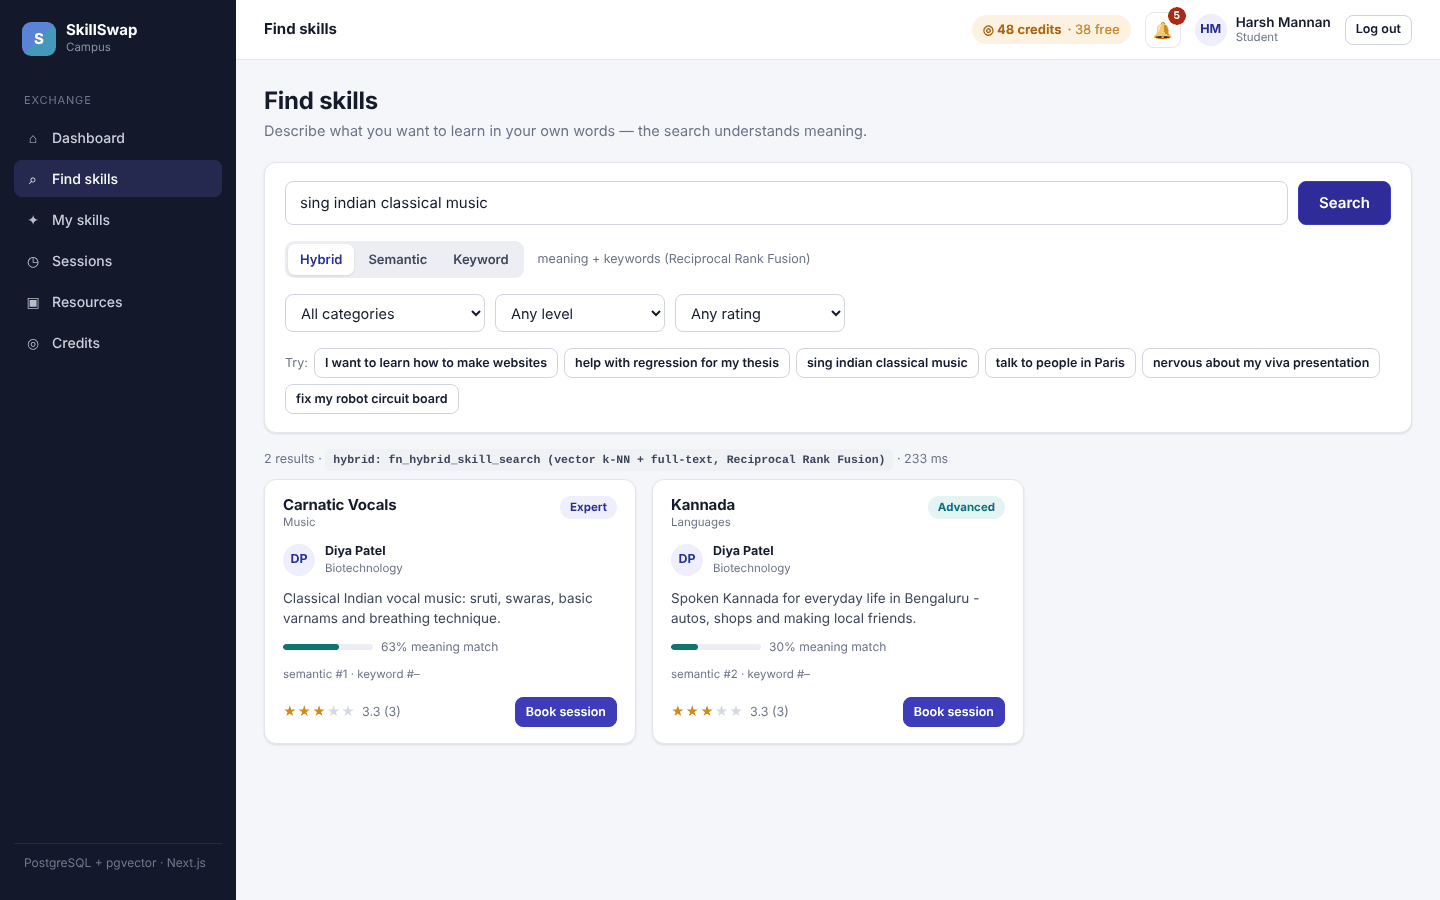 S
SkillSwap
Campus
EXCHANGE
Dashboard
Find skills
My skills
Sessions
Resources
Credits
PostgreSQL + pgvector · Next.js
Find skills
◎ 48 credits · 38 free
5
HM
Harsh Mannan
Student
Log out
Find skills
Describe what you want to learn in your own words — the search understands meaning.
sing indian classical music
Search
Hybrid Semantic Keyword meaning + keywords (Reciprocal Rank Fusion)
All categories Any level Any rating
Try: I want to learn how to make websites help with regression for my thesis sing indian classical music talk to people in Paris nervous about my viva presentation
fix my robot circuit board
2 results · hybrid: fn_hybrid_skill_search (vector k-NN + full-text, Reciprocal Rank Fusion) · 233 ms
Carnatic Vocals
Expert
Music
DP
Diya Patel
Biotechnology
Classical Indian vocal music: sruti, swaras, basic
varnams and breathing technique.
63% meaning match
semantic #1 · keyword #–
★★★★★ 3.3 (3)
Book session
Kannada
Advanced
Languages
DP
Diya Patel
Biotechnology
Spoken Kannada for everyday life in Bengaluru -
autos, shops and making local friends.
30% meaning match
semantic #2 · keyword #–
★★★★★ 3.3 (3)
Book session